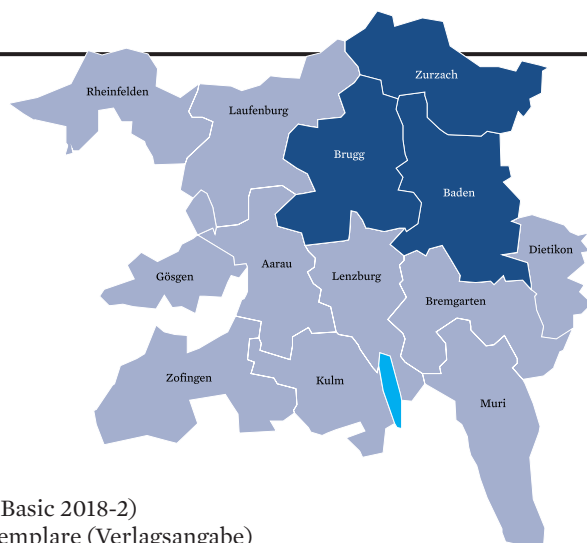 Zurzach
Rheinfelden
Laufenburg
Brugg
Baden
Dietikon
Aarau
Gösgen
Lenzburg
Bremgarten
Zofingen
Kulm
Muri
Basic 2018-2)
emplare (Verlagsangabe)